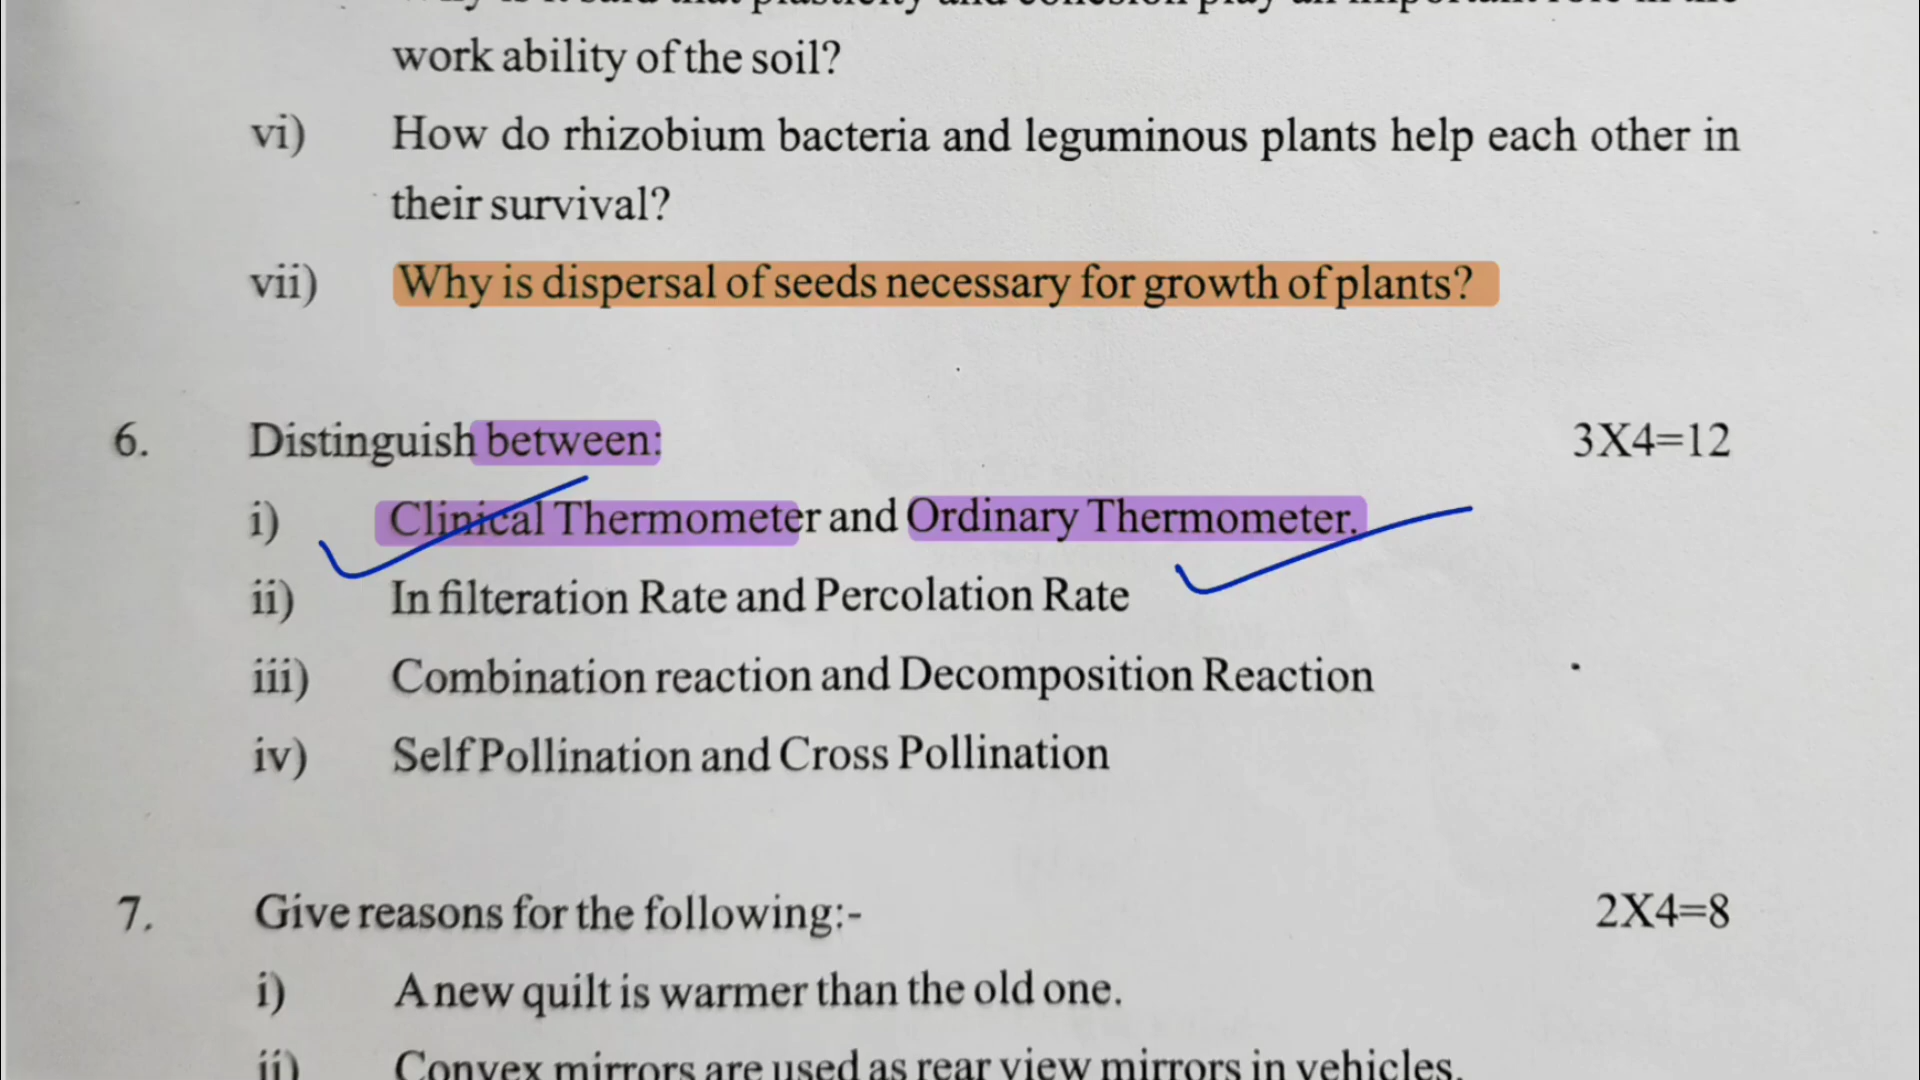 work ability of the soil?
vi) How do rhizobium bacteria and leguminous plants help each other in
their survival?
vii) Why is dispersal of seeds necessary for growth of plants?
6. Distinguish between: 3X4=12
i) Clinical Thermometer and Ordinary Thermometer.
ii) In filteration Rate and Percolation Rate
iii) Combination reaction and Decomposition Reaction
iv) Self Pollination and Cross Pollination
7. Give reasons for the following:- 2X4=8
i) A new quilt is warmer than the old one.
ii) Convex mirrors are used as rear view mirrors in vehicles.